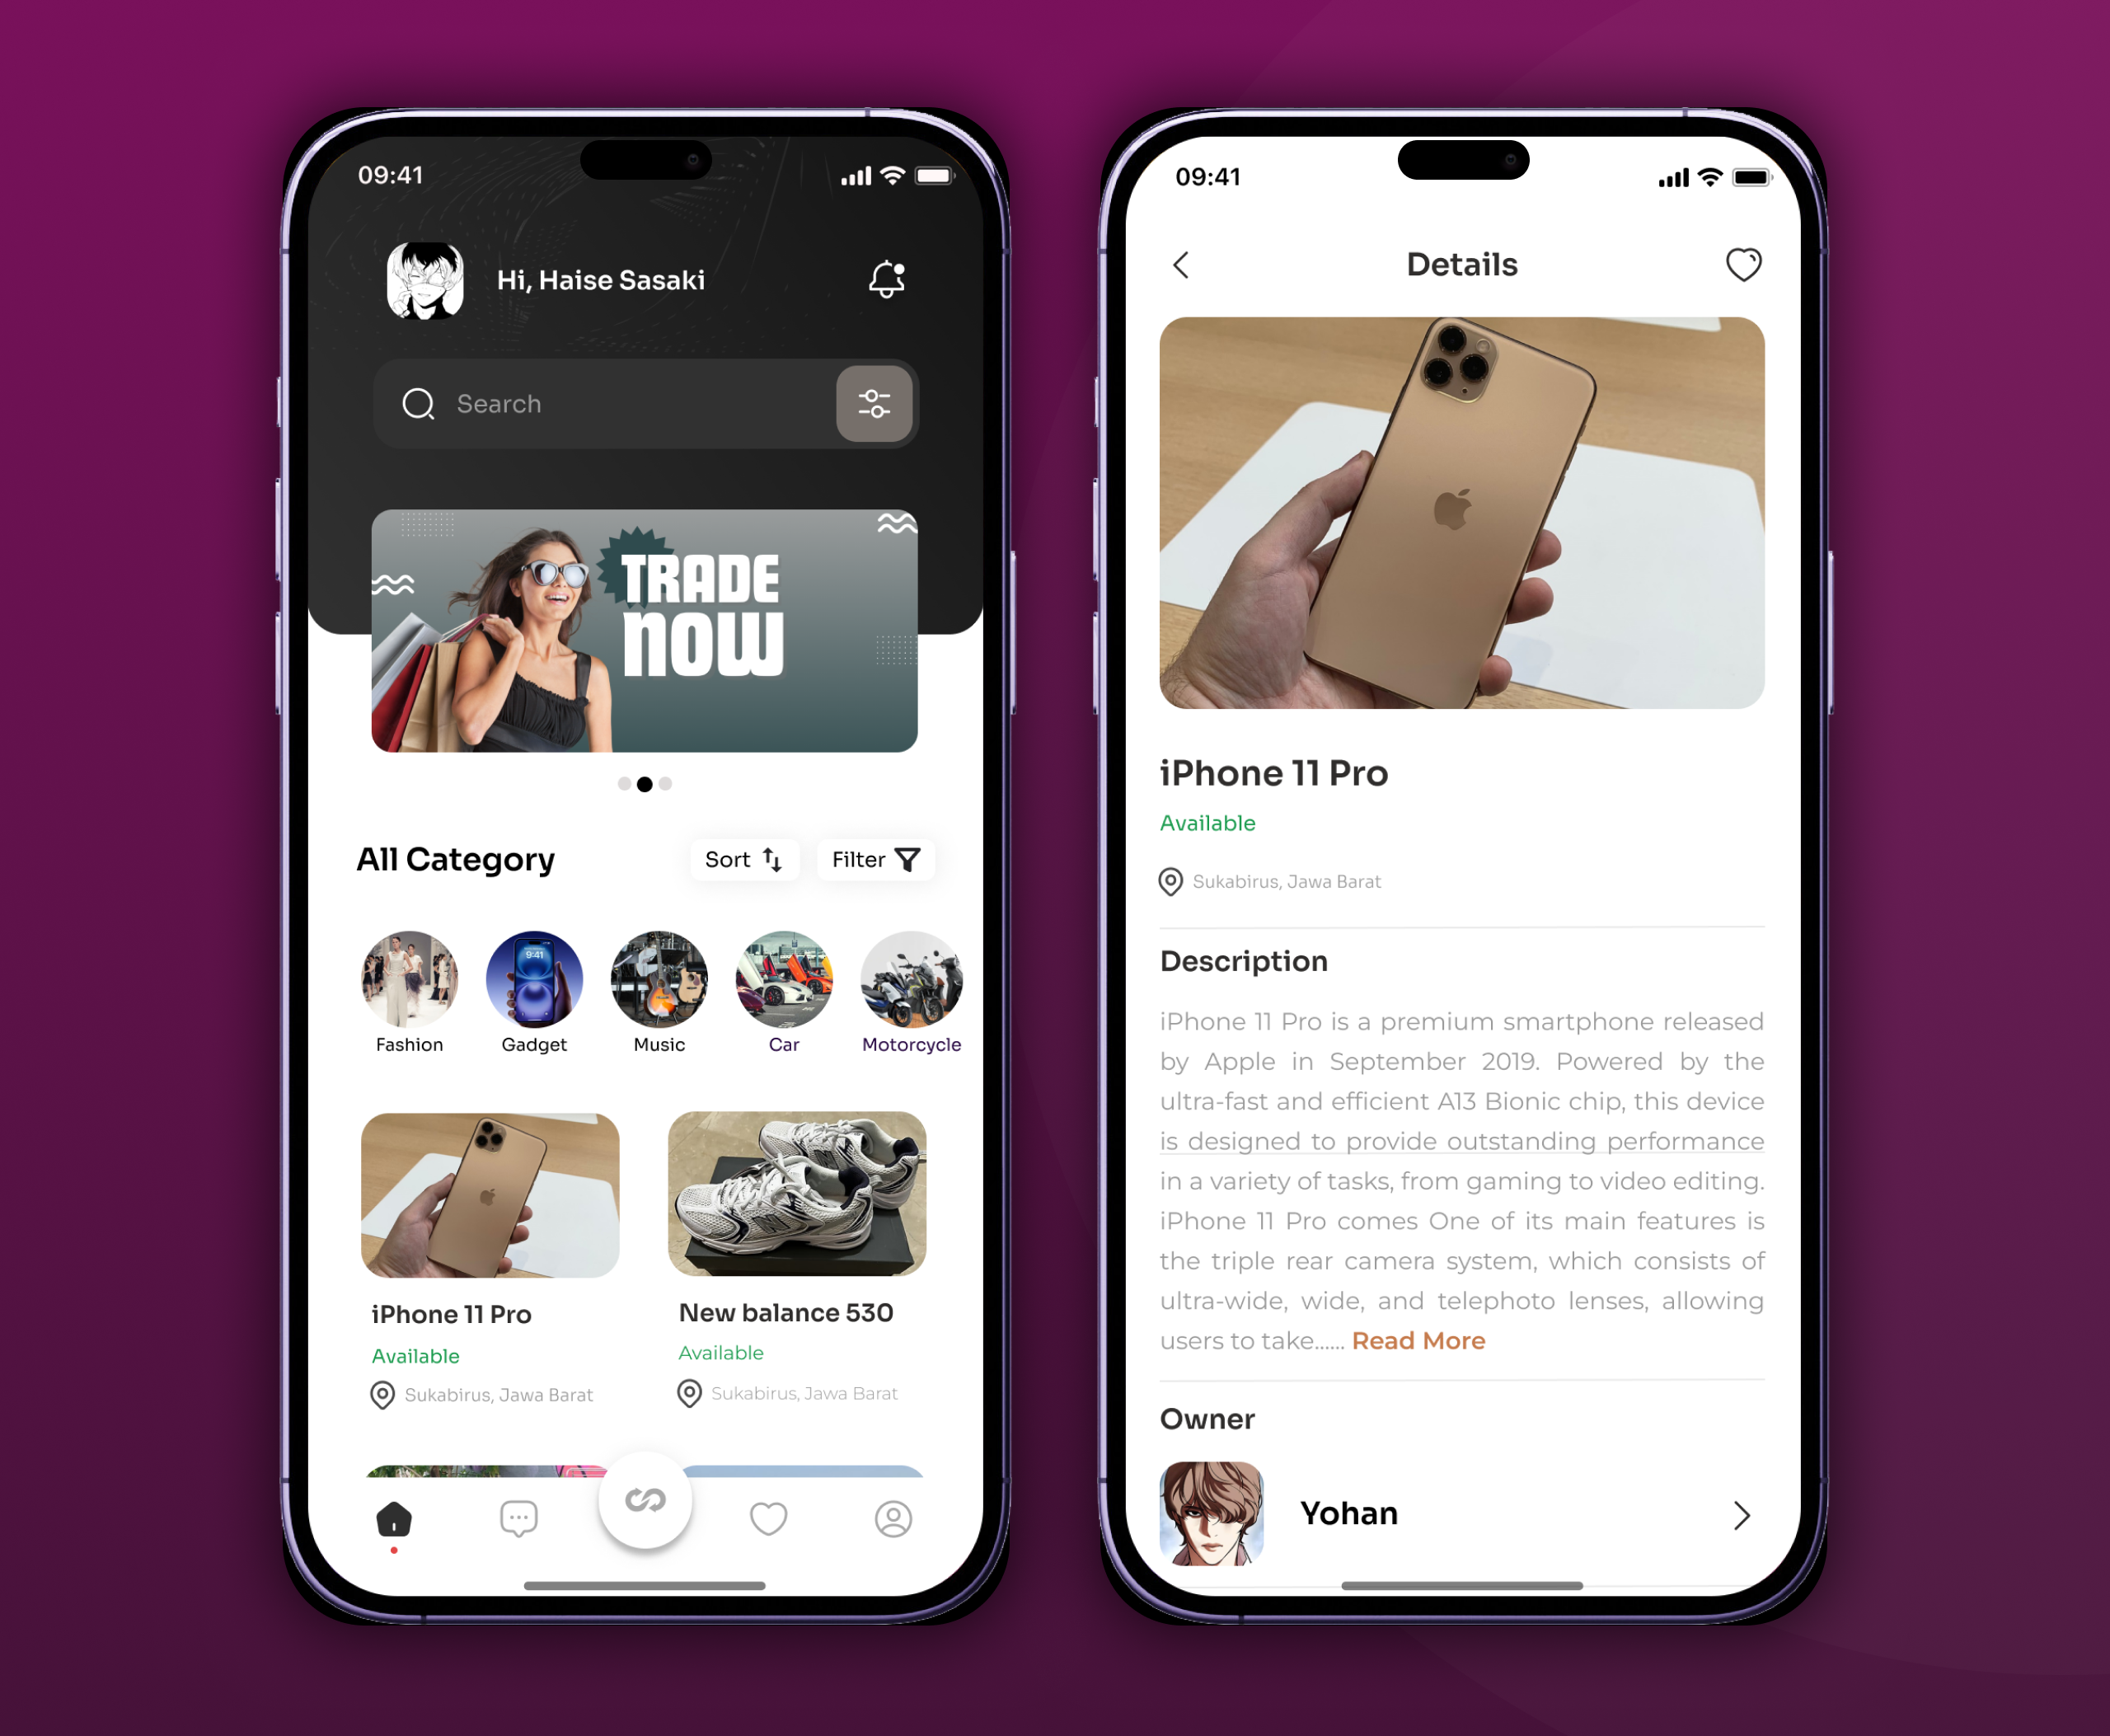 09:41
Hi, Haise Sasaki
Search
TRADE
NOW
All Category
Sort
Filter
9:41
Fashion
Gadget
Music
Car
Motorcycle
iPhone 11 Pro
Available
Sukabirus, Jawa Barat
New balance 530
Available
Sukabirus, Jawa Barat
09:41
Details
iPhone 11 Pro
Available
Sukabirus, Jawa Barat
Description
iPhone 11 Pro is a premium smartphone released
by Apple in September 2019. Powered by the
ultra-fast and efficient A13 Bionic chip, this device
is designed to provide outstanding performance
in a variety of tasks, from gaming to video editing.
iPhone 11 Pro comes One of its main features is
the triple rear camera system, which consists of
ultra-wide, wide, and telephoto lenses, allowing
users to take...... Read More
Owner
Yohan